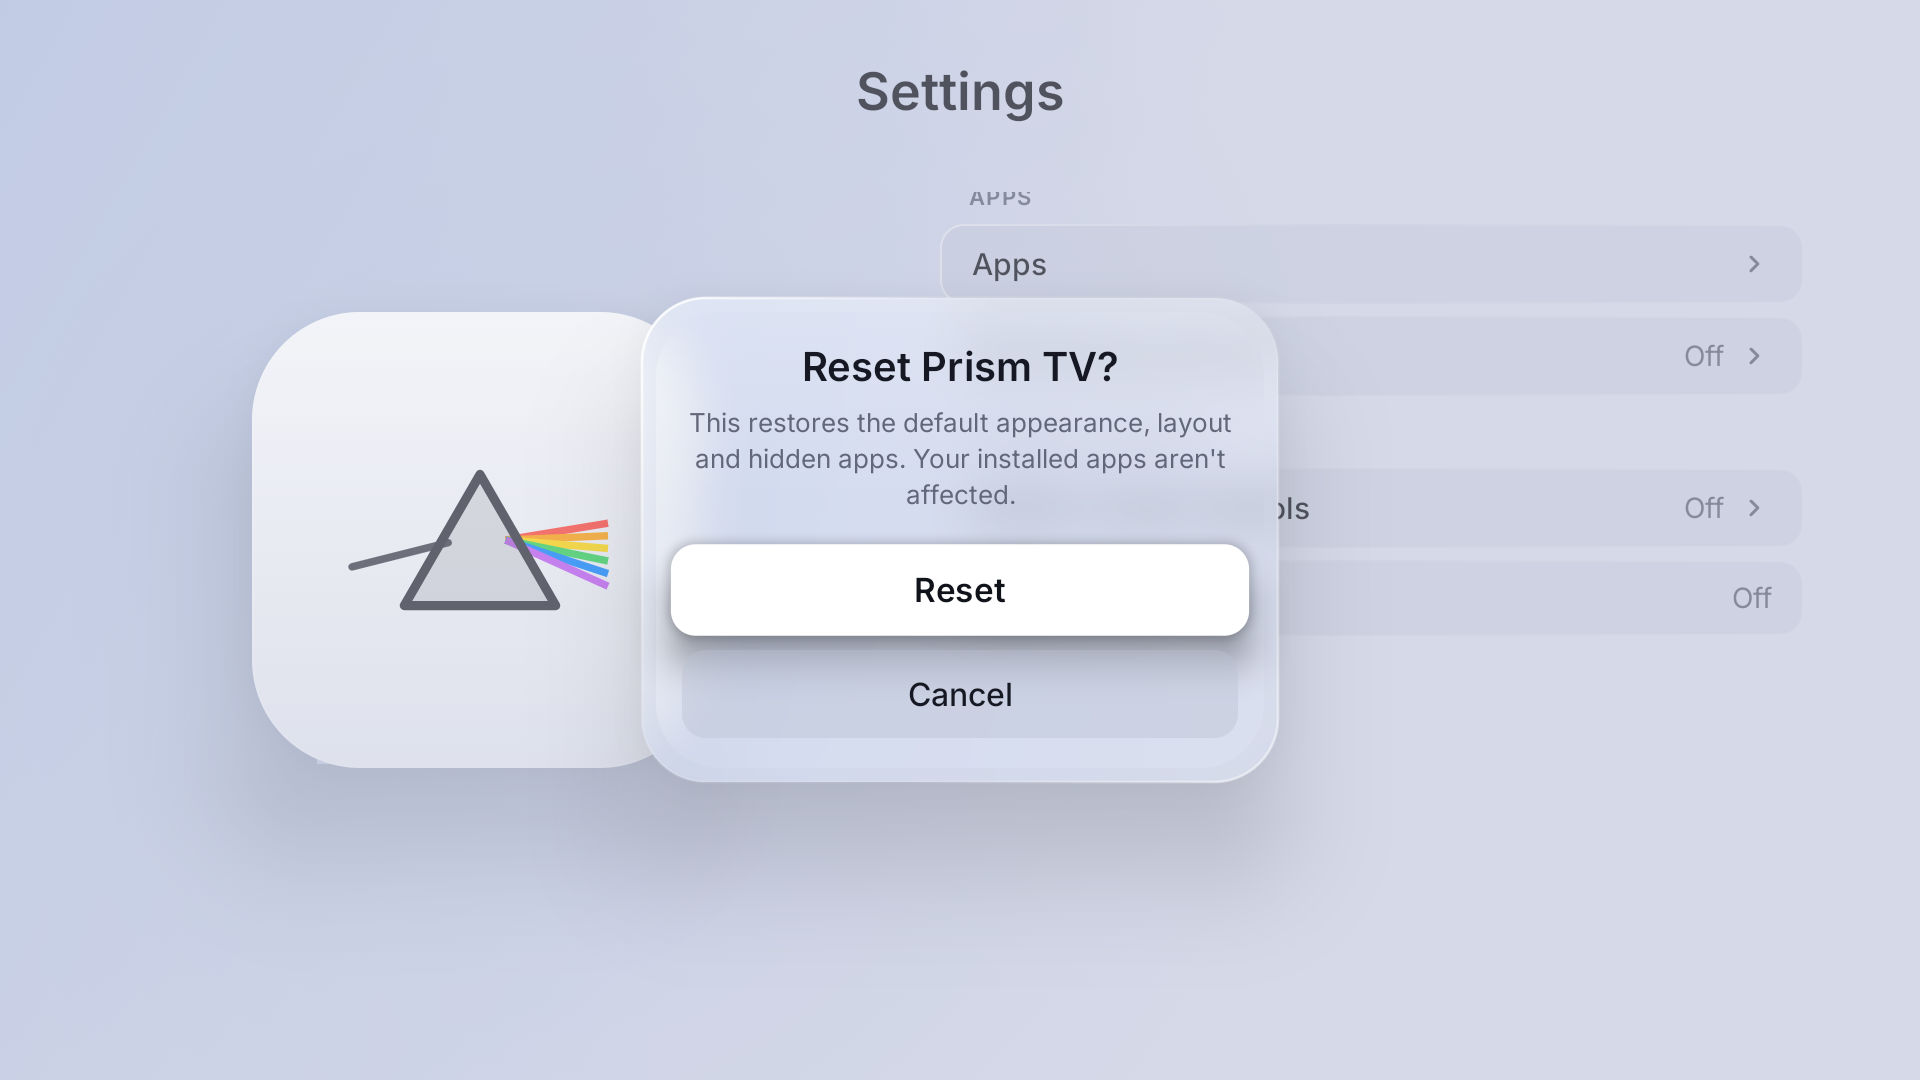 Settings
APPS
Apps
Off
Off
Off
Reset Prism TV?
This restores the default appearance, layout
and hidden apps. Your installed apps aren't
affected.
Reset
Cancel